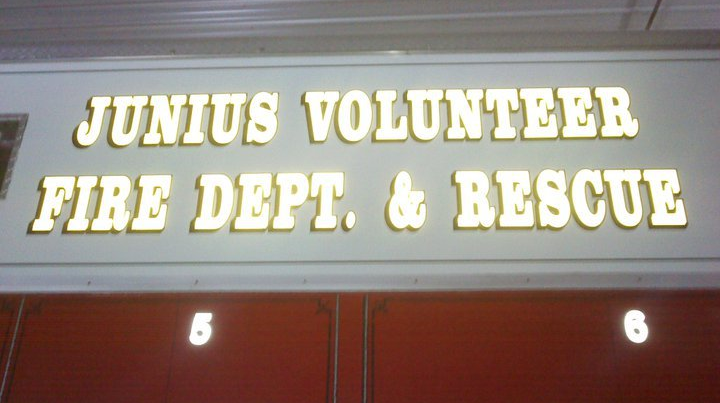 JUNIUS VOLUNTEER
FIRE DEPT. & RESCUE
5 6